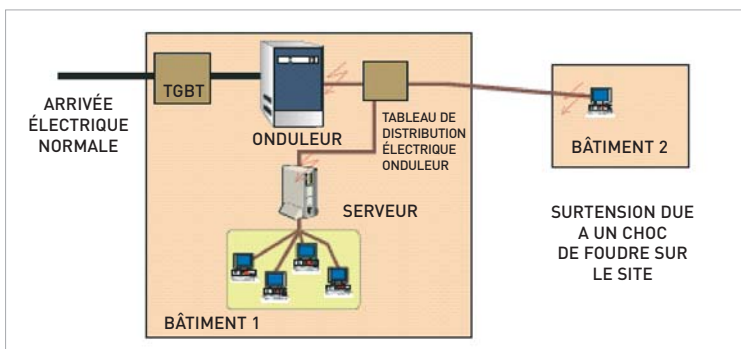 ARRIVÉE
ÉLECTRIQUE
NORMALE
TGBT
ONDULEUR
TABLEAU DE
DISTRIBUTION
ÉLECTRIQUE
ONDULEUR
SERVEUR
BÂTIMENT 1
BÂTIMENT 2
SURTENSION DUE
A UN CHOC
DE FOUDRE SUR
LE SITE